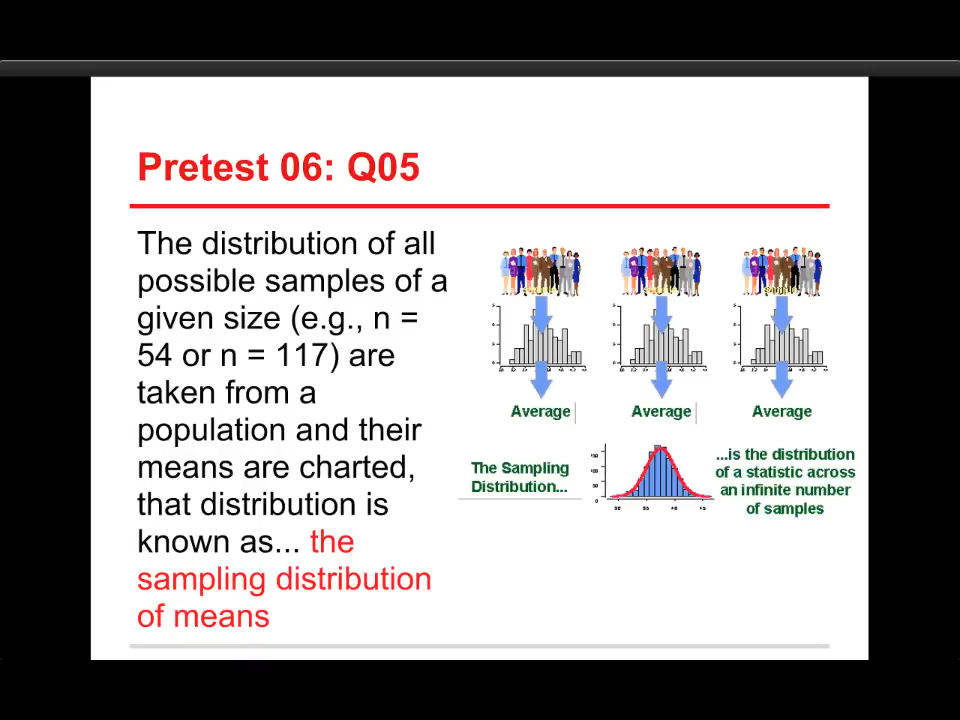 Pretest 06: Q05
The distribution of all
possible samples of a
given size (e.g., n =
54 or n = 117) are
taken from a
population and their
means are charted,
that distribution is
known as... the
sampling distribution
of means
Average
Average
Average
The Sampling
Distribution...
...is the distribution
of a statistic across
an infinite number
of samples